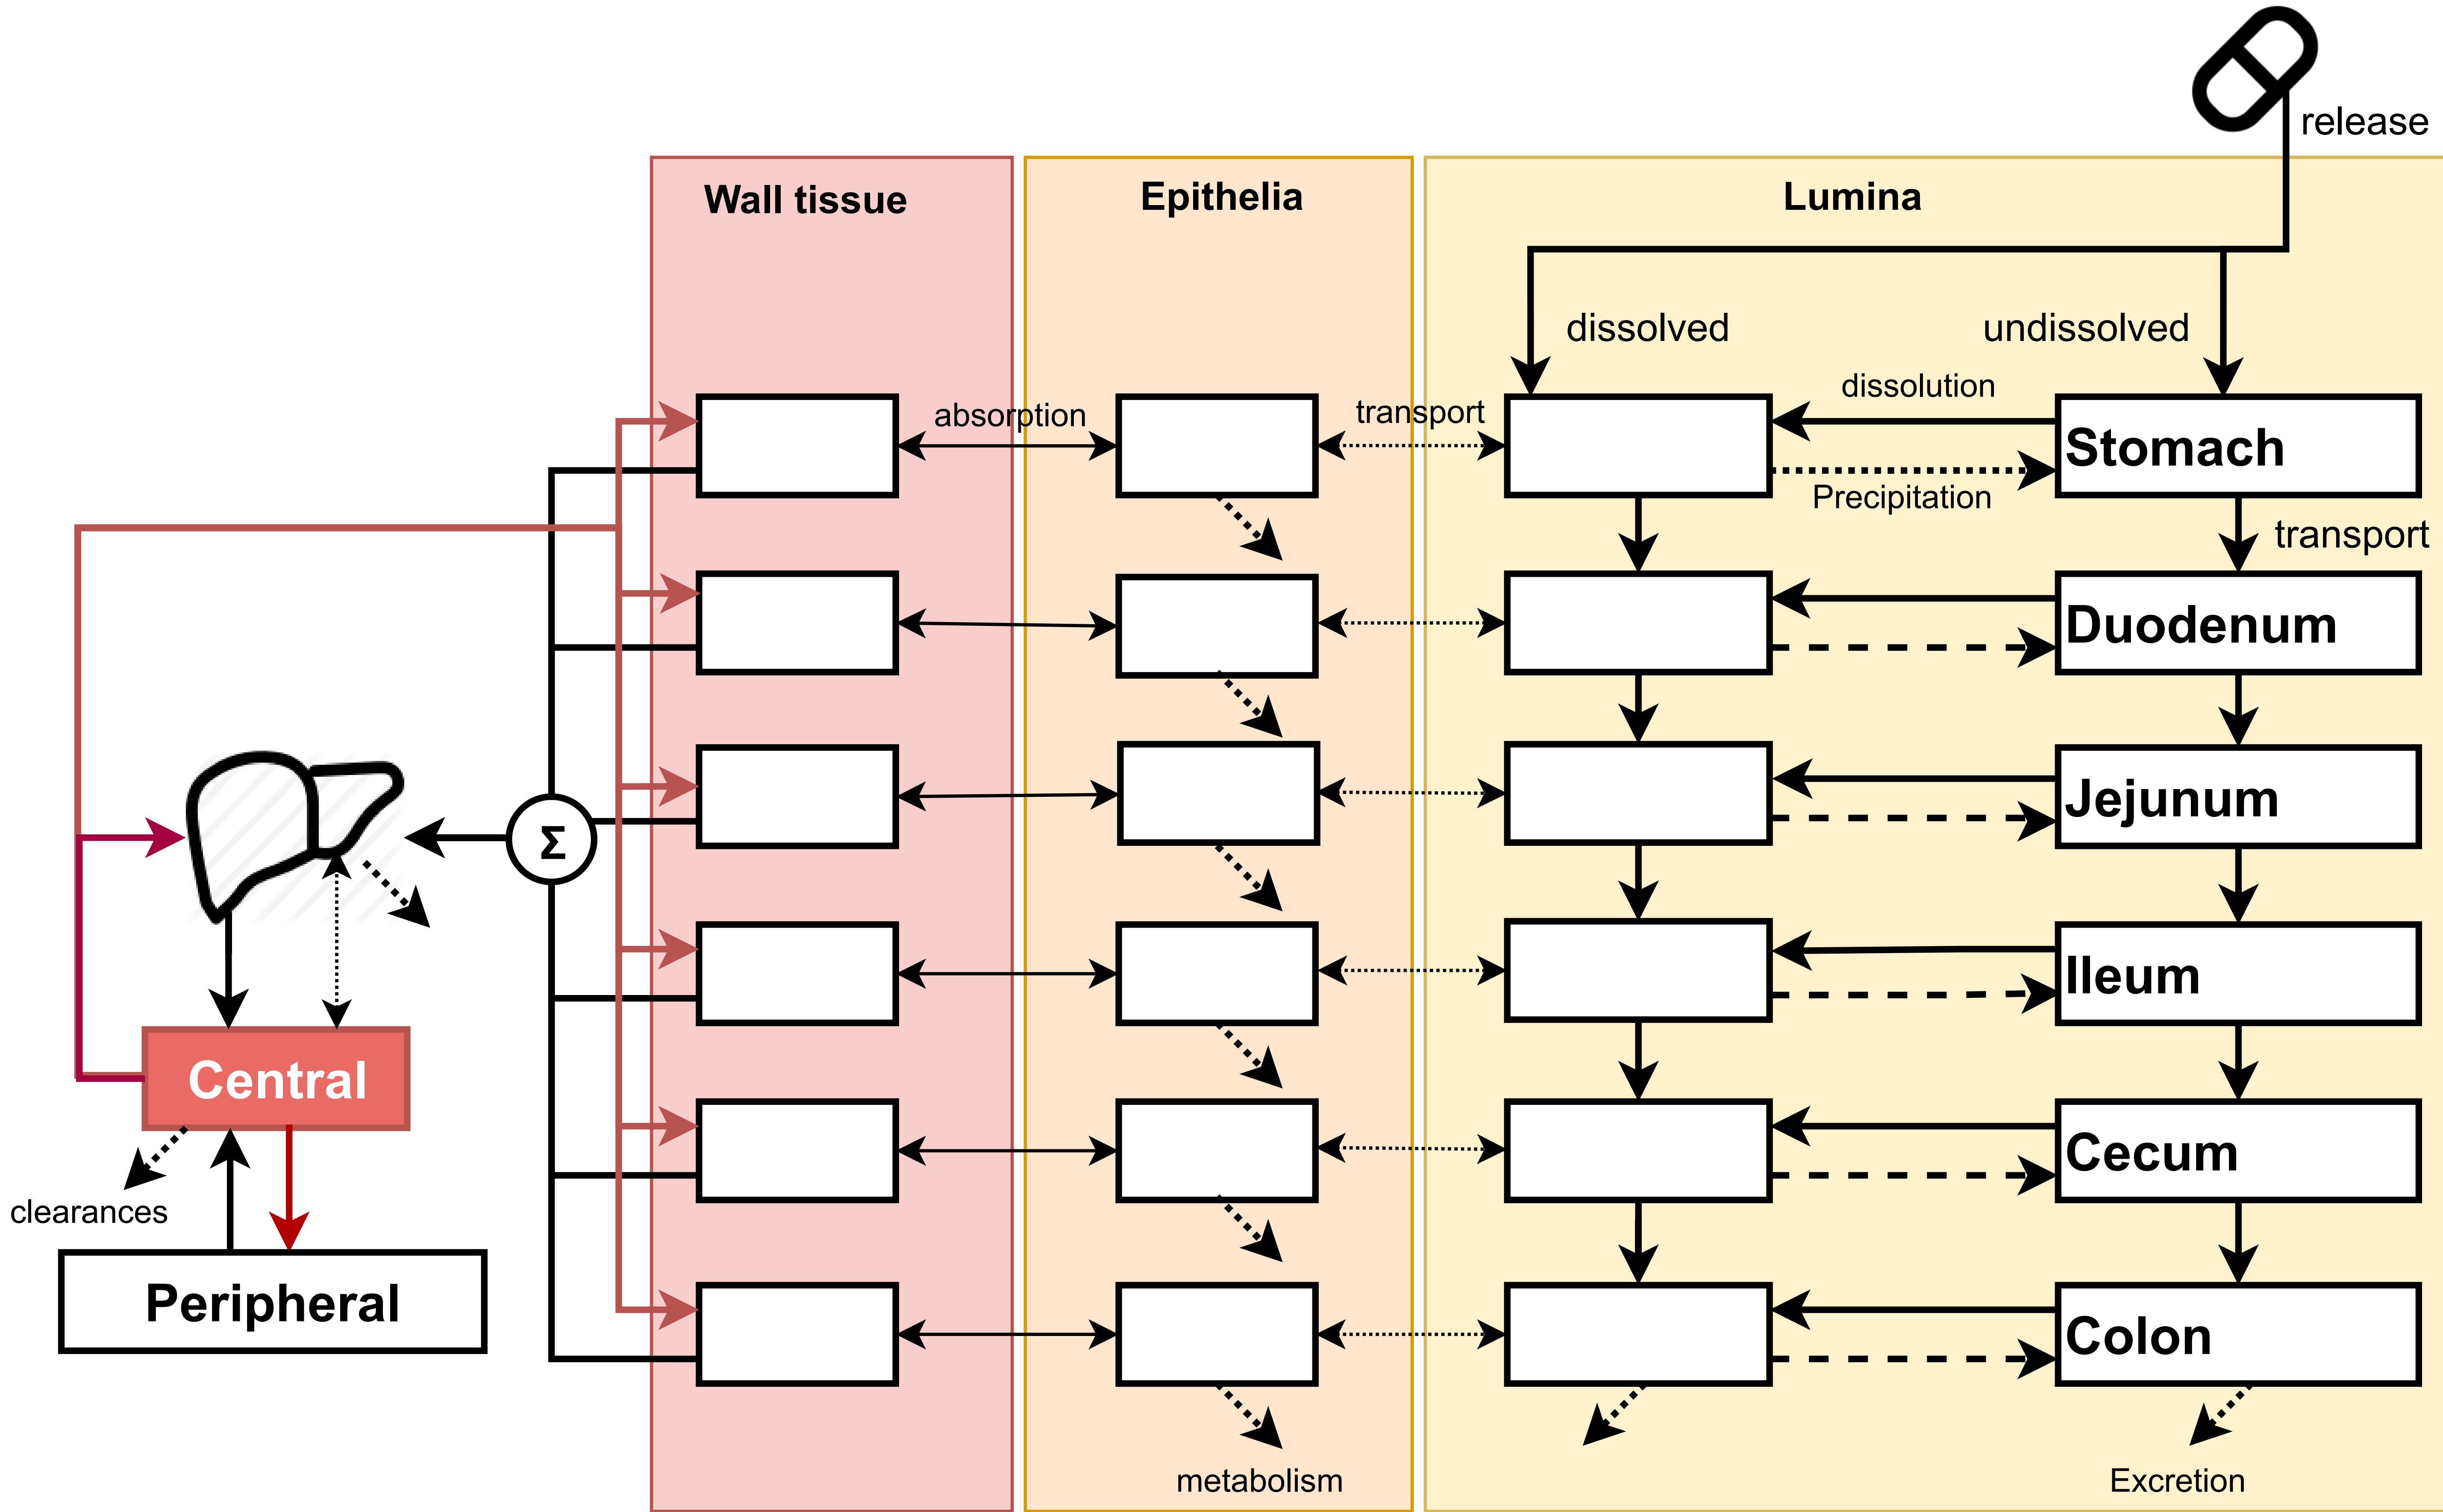 release
Wall tissue
Epithelia
Lumina
dissolved
undissolved
absorption
transport
dissolution
Stomach
Precipitation
transport
Duodenum
Jejunum
Σ
Ileum
Central
Cecum
clearances
Peripheral
Colon
metabolism
Excretion